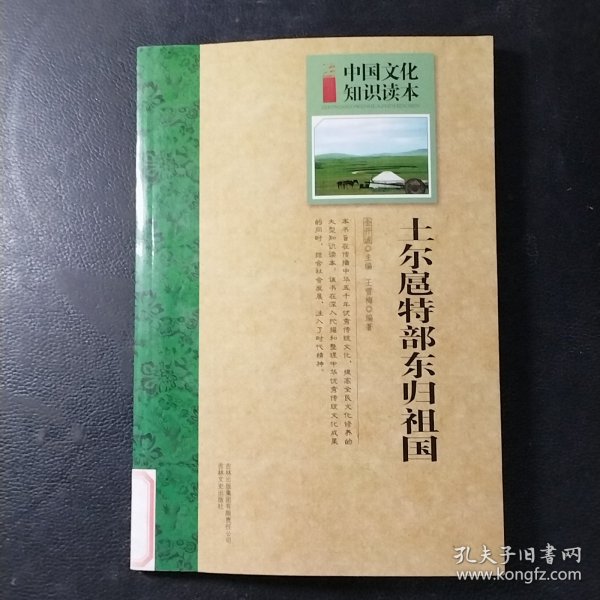 中国文化
知识读本
土尔扈特部东归祖国
金开诚◎主编 王雪梅◎编著
本书旨在传播中华五千年优秀传统文化，提高全民文化修养的
大型知识读本。该书在深入挖掘和整理中华优秀传统文化成果
的同时，结合社会发展，注入了时代精神。
吉林出版集团有限责任公司
吉林文史出版社
孔夫子旧书网
www.kongfz.com